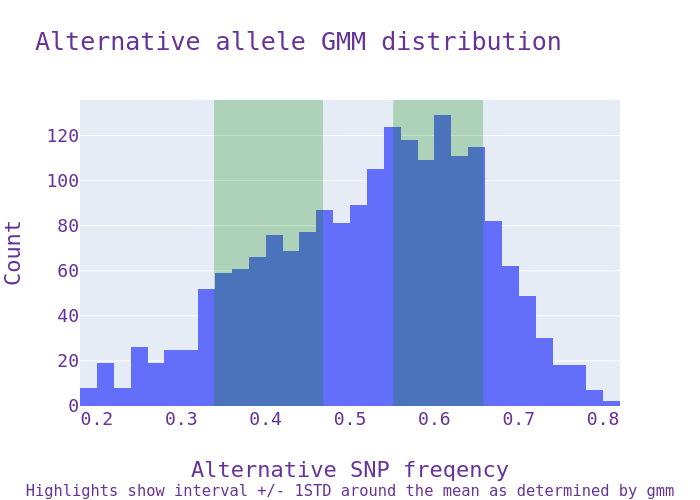 Alternative allele GMM distribution
120
100
80
60
40
20
0
Count
0.2 0.3 0.4 0.5 0.6 0.7 0.8
Alternative SNP freqency
Highlights show interval +/- 1STD around the mean as determined by gmm